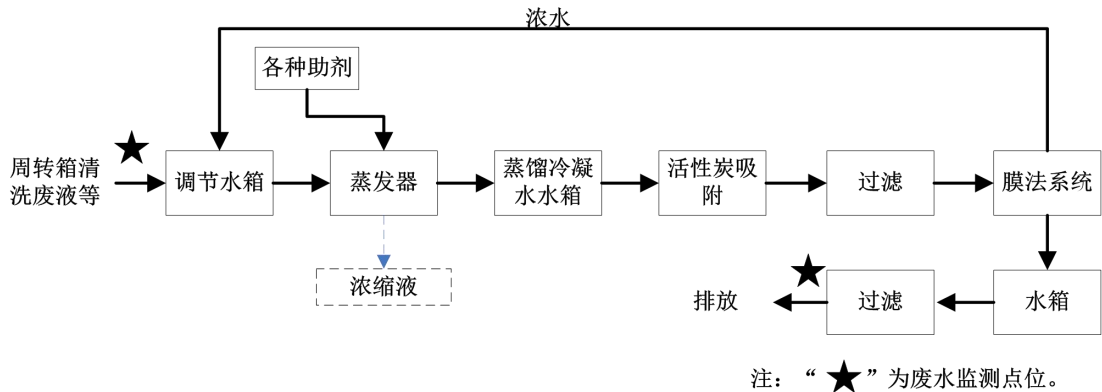 浓水
各种助剂
周转箱清
洗废液等
调节水箱
蒸发器
蒸馏冷凝
水水箱
活性炭吸
附
过滤
膜法系统
浓缩液
排放
过滤
水箱
注：“★”为废水监测点位。